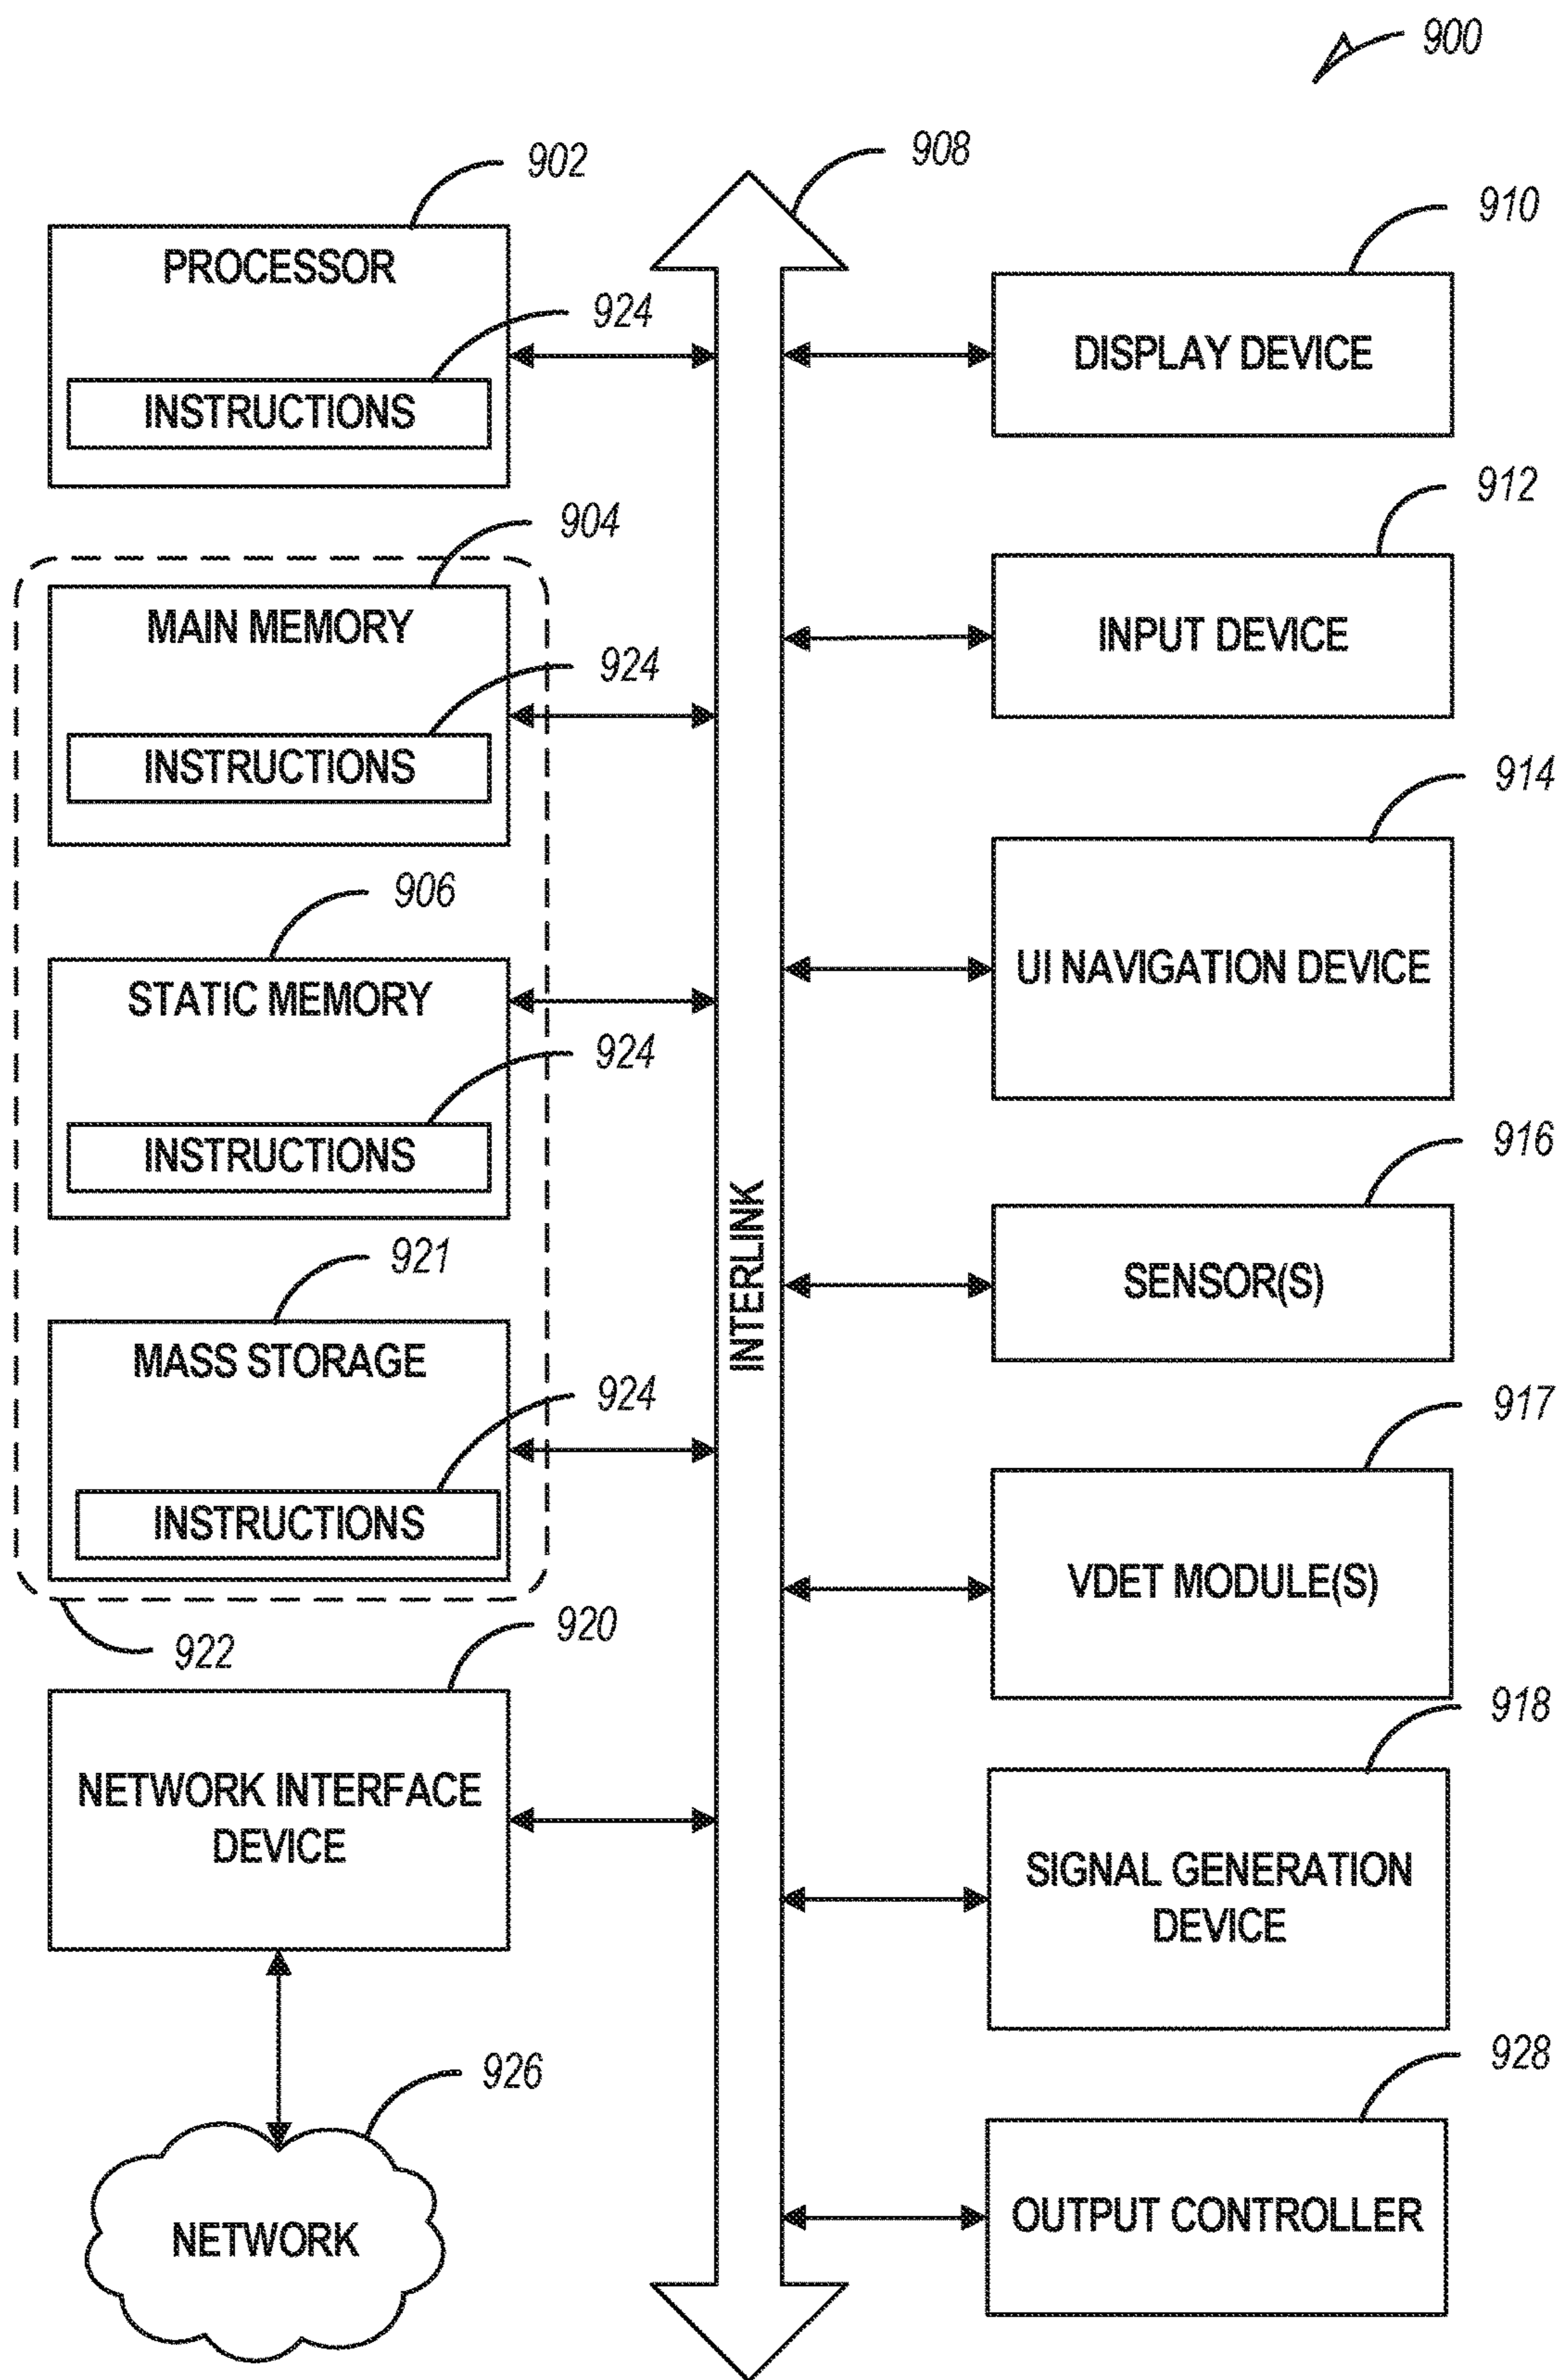 900
902
PROCESSOR
924
INSTRUCTIONS
904
MAIN MEMORY
924
INSTRUCTIONS
906
STATIC MEMORY
924
INSTRUCTIONS
921
MASS STORAGE
924
INSTRUCTIONS
922
920
NETWORK INTERFACE
DEVICE
926
NETWORK
908
INTERLINK
910
DISPLAY DEVICE
912
INPUT DEVICE
914
UI NAVIGATION DEVICE
916
SENSOR(S)
917
VDET MODULE(S)
918
SIGNAL GENERATION
DEVICE
928
OUTPUT CONTROLLER